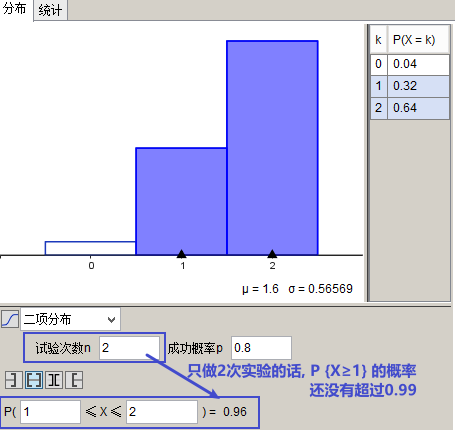 分布 统计
k P(X = k)
0 0.04
1 0.32
2 0.64
0 1 2
μ = 1.6 σ = 0.56569
二项分布
试验次数n 2 成功概率p 0.8
只做2次实验的话, P {X≥1} 的概率
还没有超过0.99
P( 1 ≤ X ≤ 2 ) = 0.96